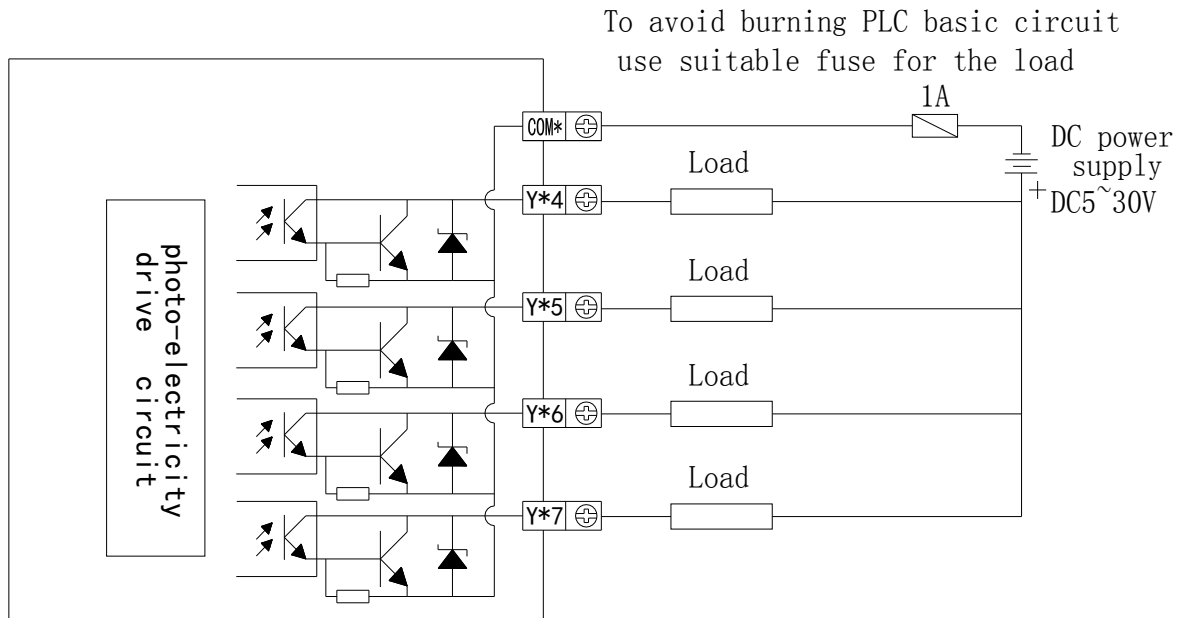 To avoid burning PLC basic circuit
use suitable fuse for the load
1A
COM*
DC power
supply
+
DC5~30V
Load
Y*4
Load
Y*5
Load
Y*6
Load
Y*7
photo-electricity
drive circuit